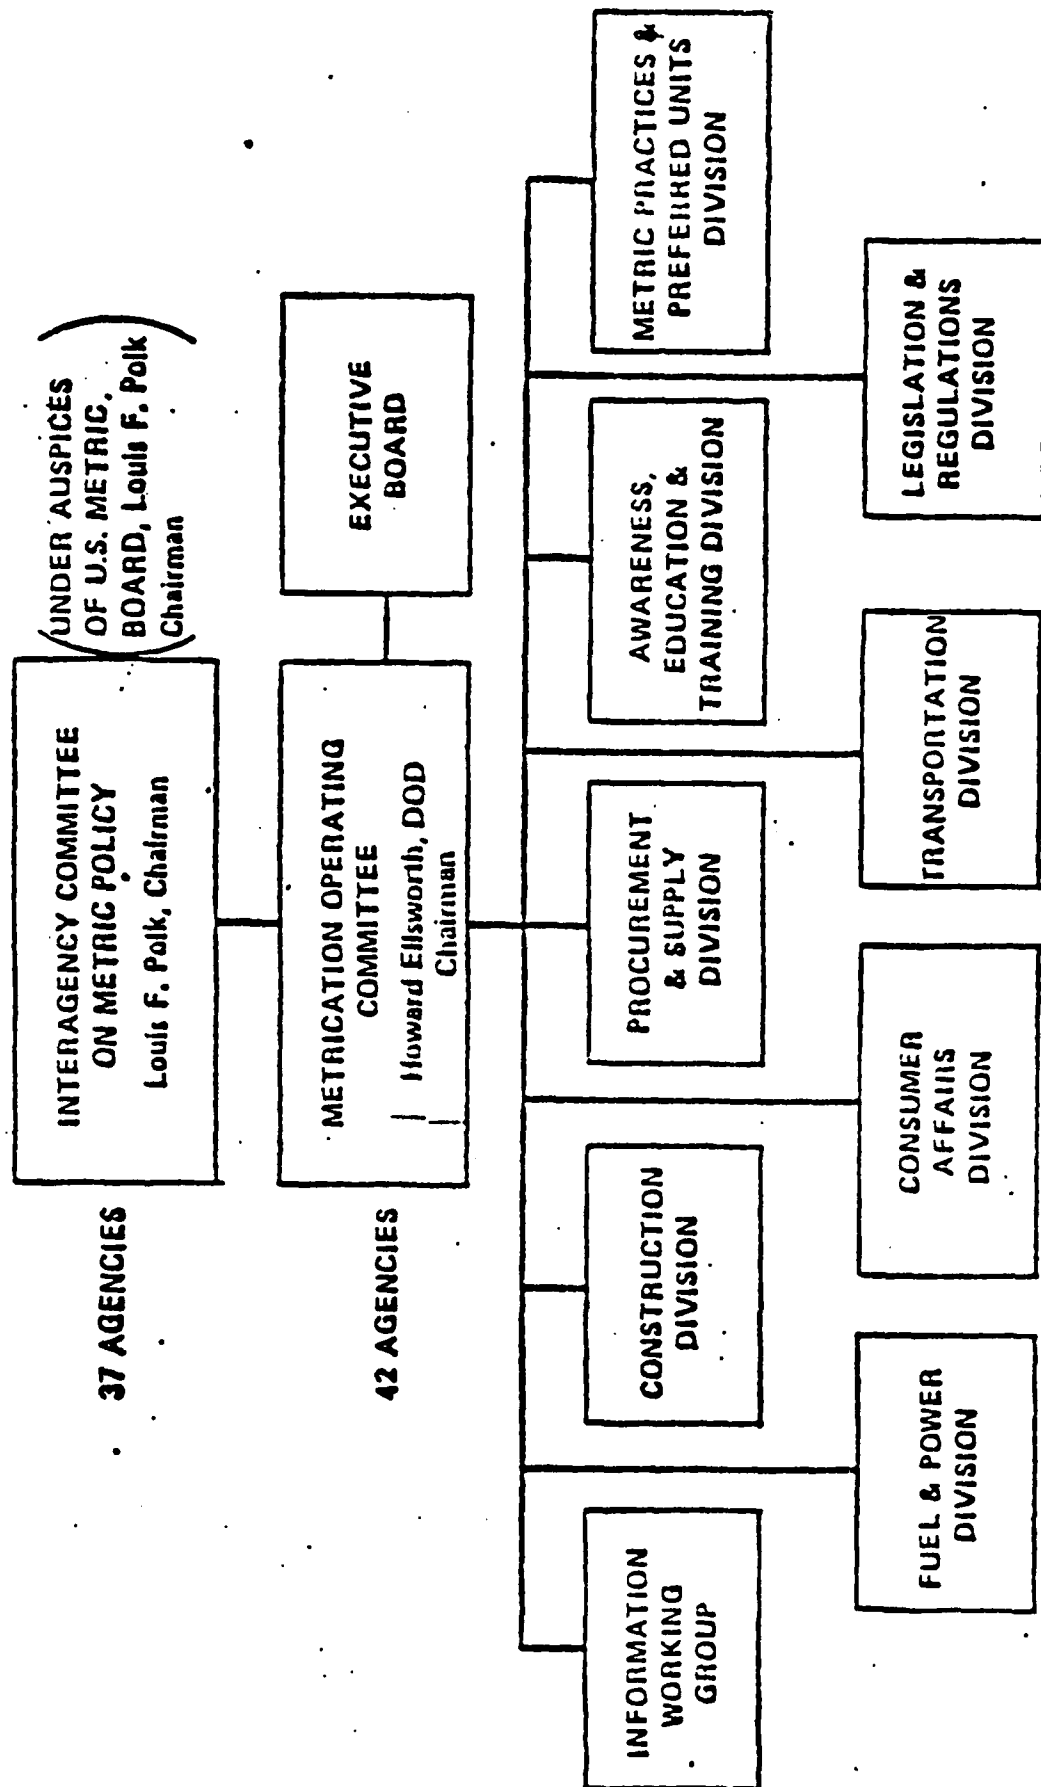 (UNDER AUSPICES
OF U.S. METRIC,
BOARD, Louis F. Polk
Chairman)
INTERAGENCY COMMITTEE
ON METRIC POLICY
Louis F. Polk, Chairman
37 AGENCIES
METRICATION OPERATING
COMMITTEE
Howard Ellsworth, DOD
Chairman
42 AGENCIES
EXECUTIVE
BOARD
INFORMATION
WORKING
GROUP
CONSTRUCTION
DIVISION
PROCUREMENT
& SUPPLY
DIVISION
AWARENESS,
EDUCATION &
TRAINING DIVISION
METRIC PRACTICES &
PREFERRED UNITS
DIVISION
FUEL & POWER
DIVISION
CONSUMER
AFFAIRS
DIVISION
TRANSPORTATION
DIVISION
LEGISLATION &
REGULATIONS
DIVISION